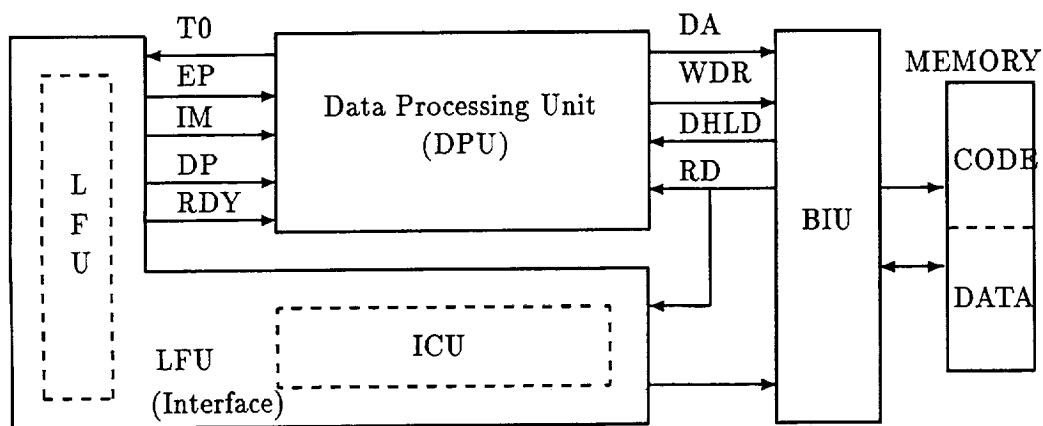 T0
EP
IM
DP
RDY
Data Processing Unit
(DPU)
DA
WDR
DHLD
RD
BIU
MEMORY
CODE
DATA
L
F
U
LFU
(Interface)
ICU